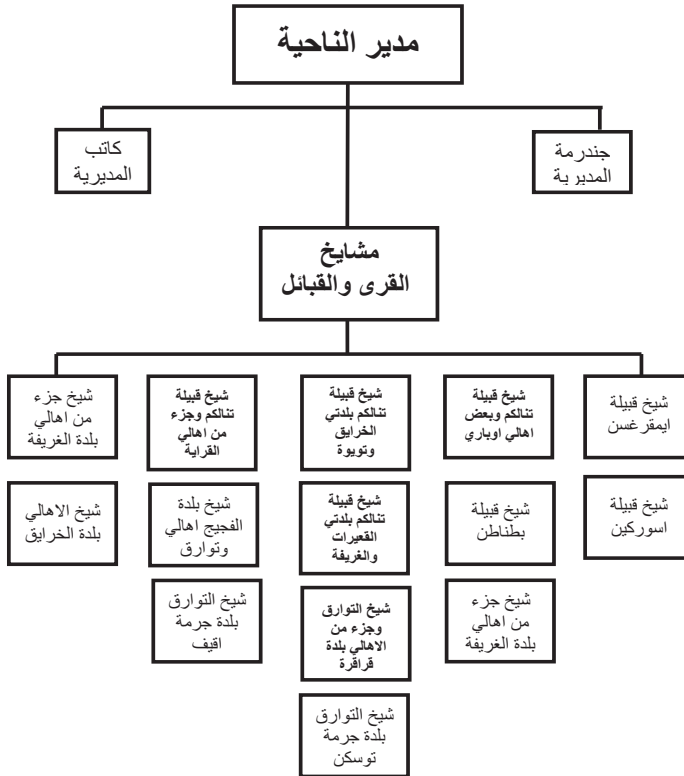 مدير الناحية
جندرمة
المديرية
كاتب
المديرية
مشايخ
القرى والقبائل
شيخ قبيلة
ايمقرغسن
شيخ قبيلة
تنالكم وبعض
اهالي اوباري
شيخ قبيلة
تنالكم بلدتي
الخرايق
وتويوة
شيخ قبيلة
تنالكم وجزء
من اهالي
القراية
شيخ جزء
من اهالي
بلدة الغريفة
شيخ قبيلة
اسوركين
شيخ قبيلة
بطناطن
شيخ قبيلة
تنالكم بلدتي
القعيرات
والغريفة
شيخ بلدة
الفجيج اهالي
وتوارق
شيخ الاهالي
بلدة الخرايق
شيخ جزء
من اهالي
بلدة الغريفة
شيخ التوارق
وجزء من
الاهالي بلدة
قراقرة
شيخ التوارق
بلدة جرمة
اقيف
شيخ التوارق
بلدة جرمة
توسكن